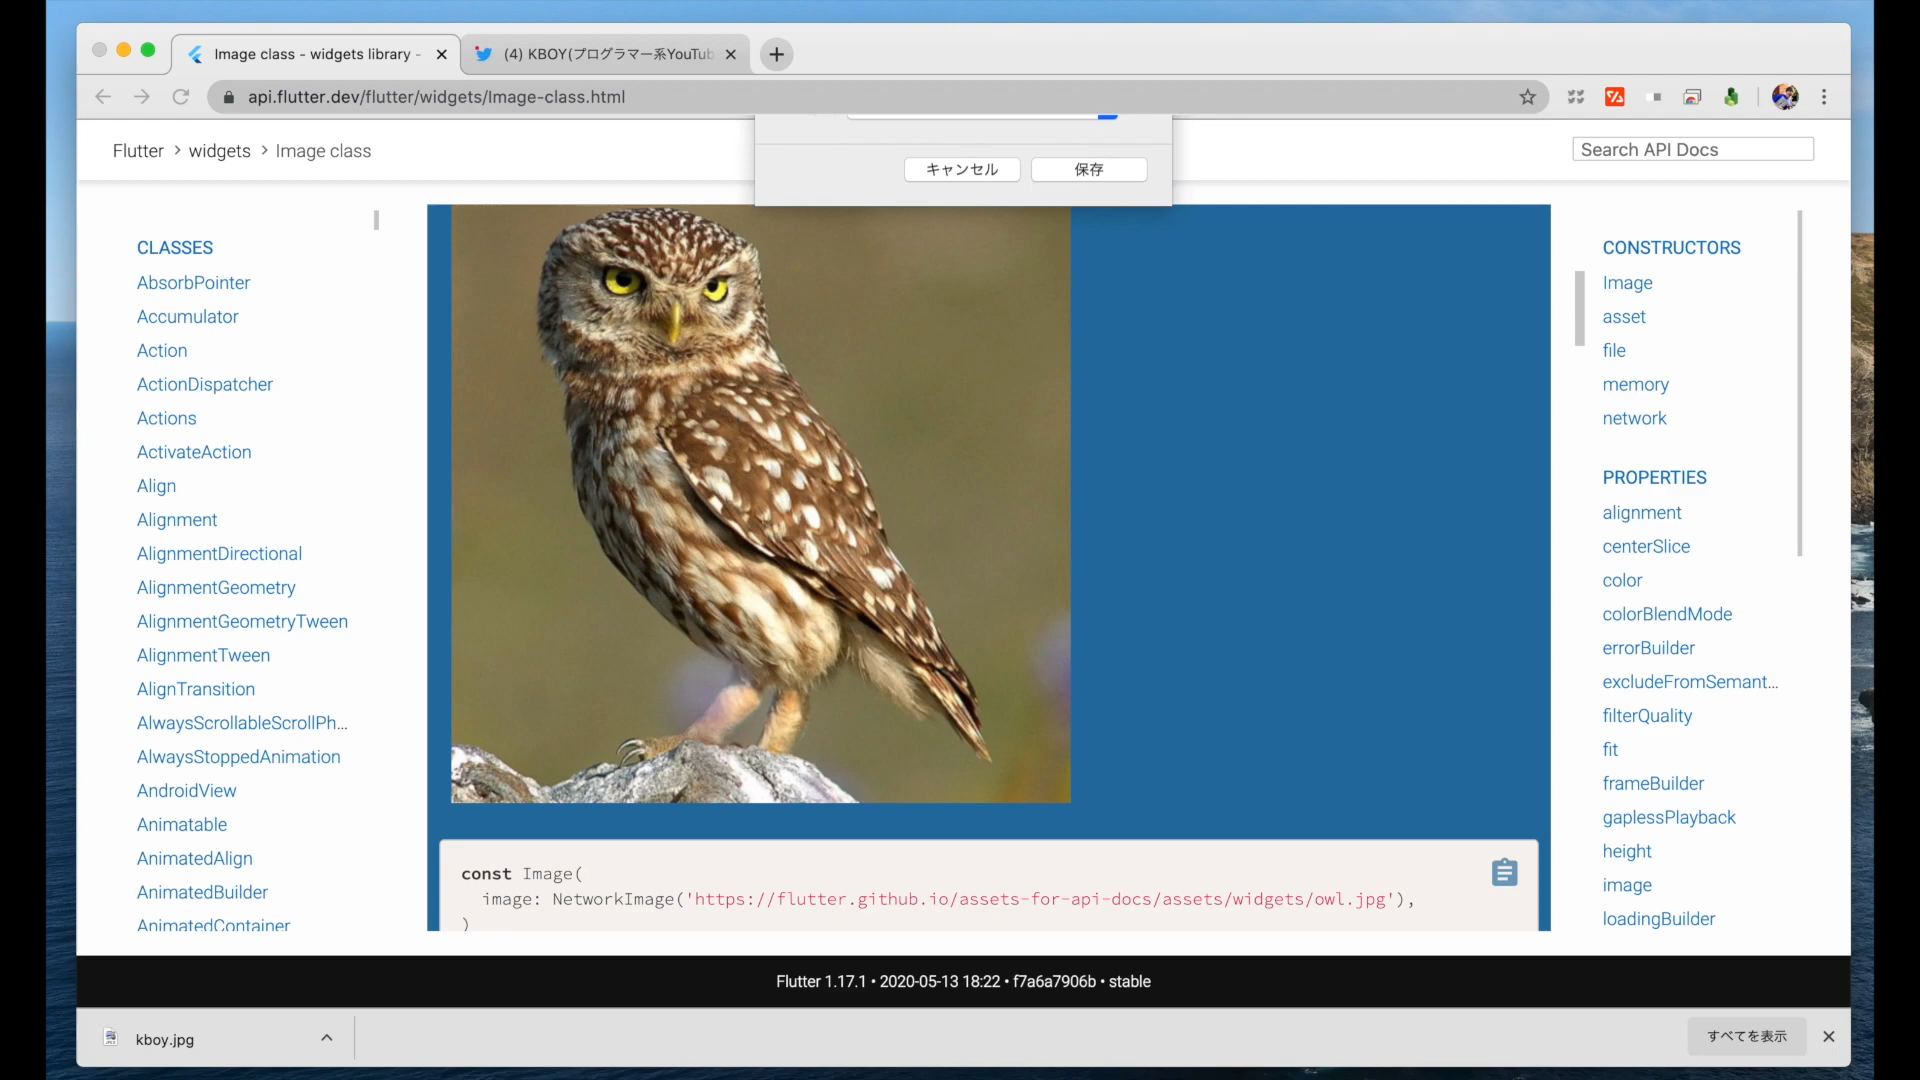 Image class - widgets library -
(4) KBOY(プログラマー系YouTub
api.flutter.dev/flutter/widgets/Image-class.html
キャンセル
保存
Flutter > widgets > Image class
Search API Docs
CLASSES
AbsorbPointer
Accumulator
Action
ActionDispatcher
Actions
ActivateAction
Align
Alignment
AlignmentDirectional
AlignmentGeometry
AlignmentGeometryTween
AlignmentTween
AlignTransition
AlwaysScrollableScrollPh...
AlwaysStoppedAnimation
AndroidView
Animatable
AnimatedAlign
AnimatedBuilder
AnimatedContainer
const Image(
image: NetworkImage('https://flutter.github.io/assets-for-api-docs/assets/widgets/owl.jpg'),
)
CONSTRUCTORS
Image
asset
file
memory
network
PROPERTIES
alignment
centerSlice
color
colorBlendMode
errorBuilder
excludeFromSemant...
filterQuality
fit
frameBuilder
gaplessPlayback
height
image
loadingBuilder
Flutter 1.17.1 • 2020-05-13 18:22 • f7a6a7906b • stable
kboy.jpg
すべてを表示